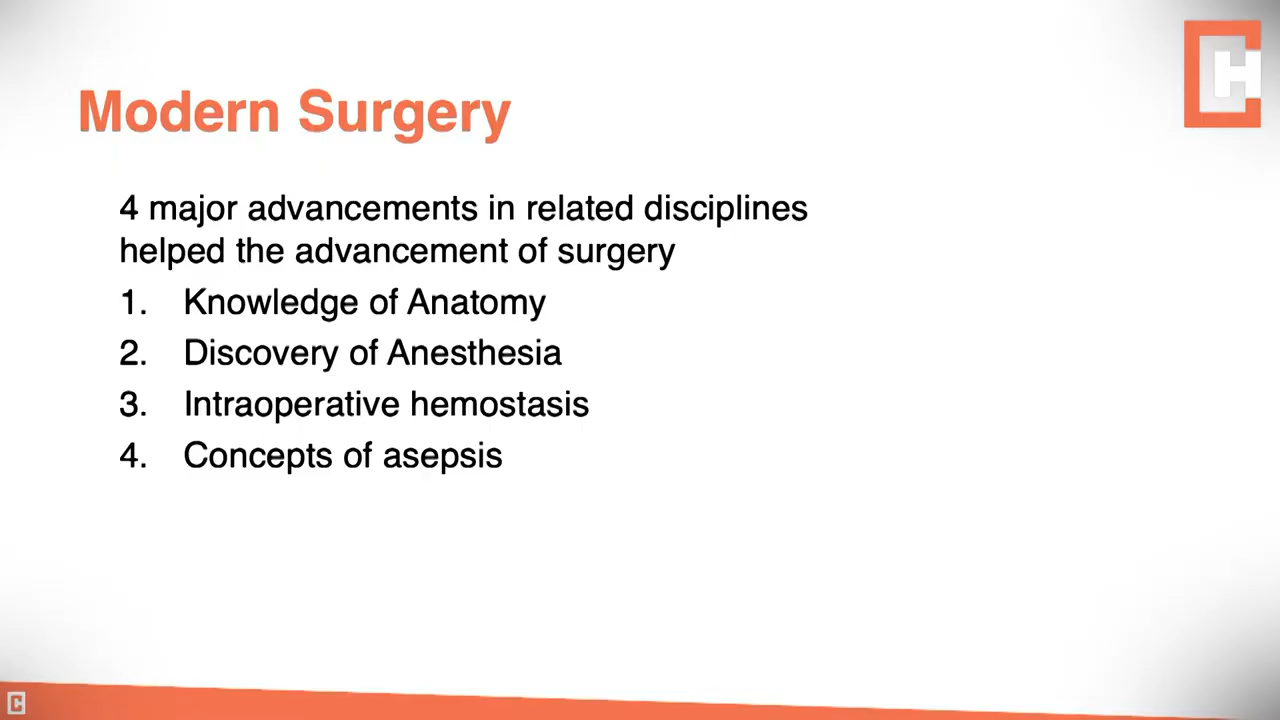 Modern Surgery
4 major advancements in related disciplines
helped the advancement of surgery
1. Knowledge of Anatomy
2. Discovery of Anesthesia
3. Intraoperative hemostasis
4. Concepts of asepsis
CH